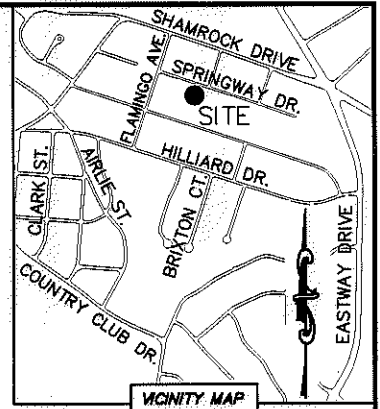 SHAMROCK DRIVE
FLAMINGO AVE.
SPRINGWAY DR.
SITE
HILLIARD DR.
AIRLIE ST.
CLARK ST.
BRIXTON CT.
EASTWAY DRIVE
COUNTRY CLUB DR.
VICINITY MAP